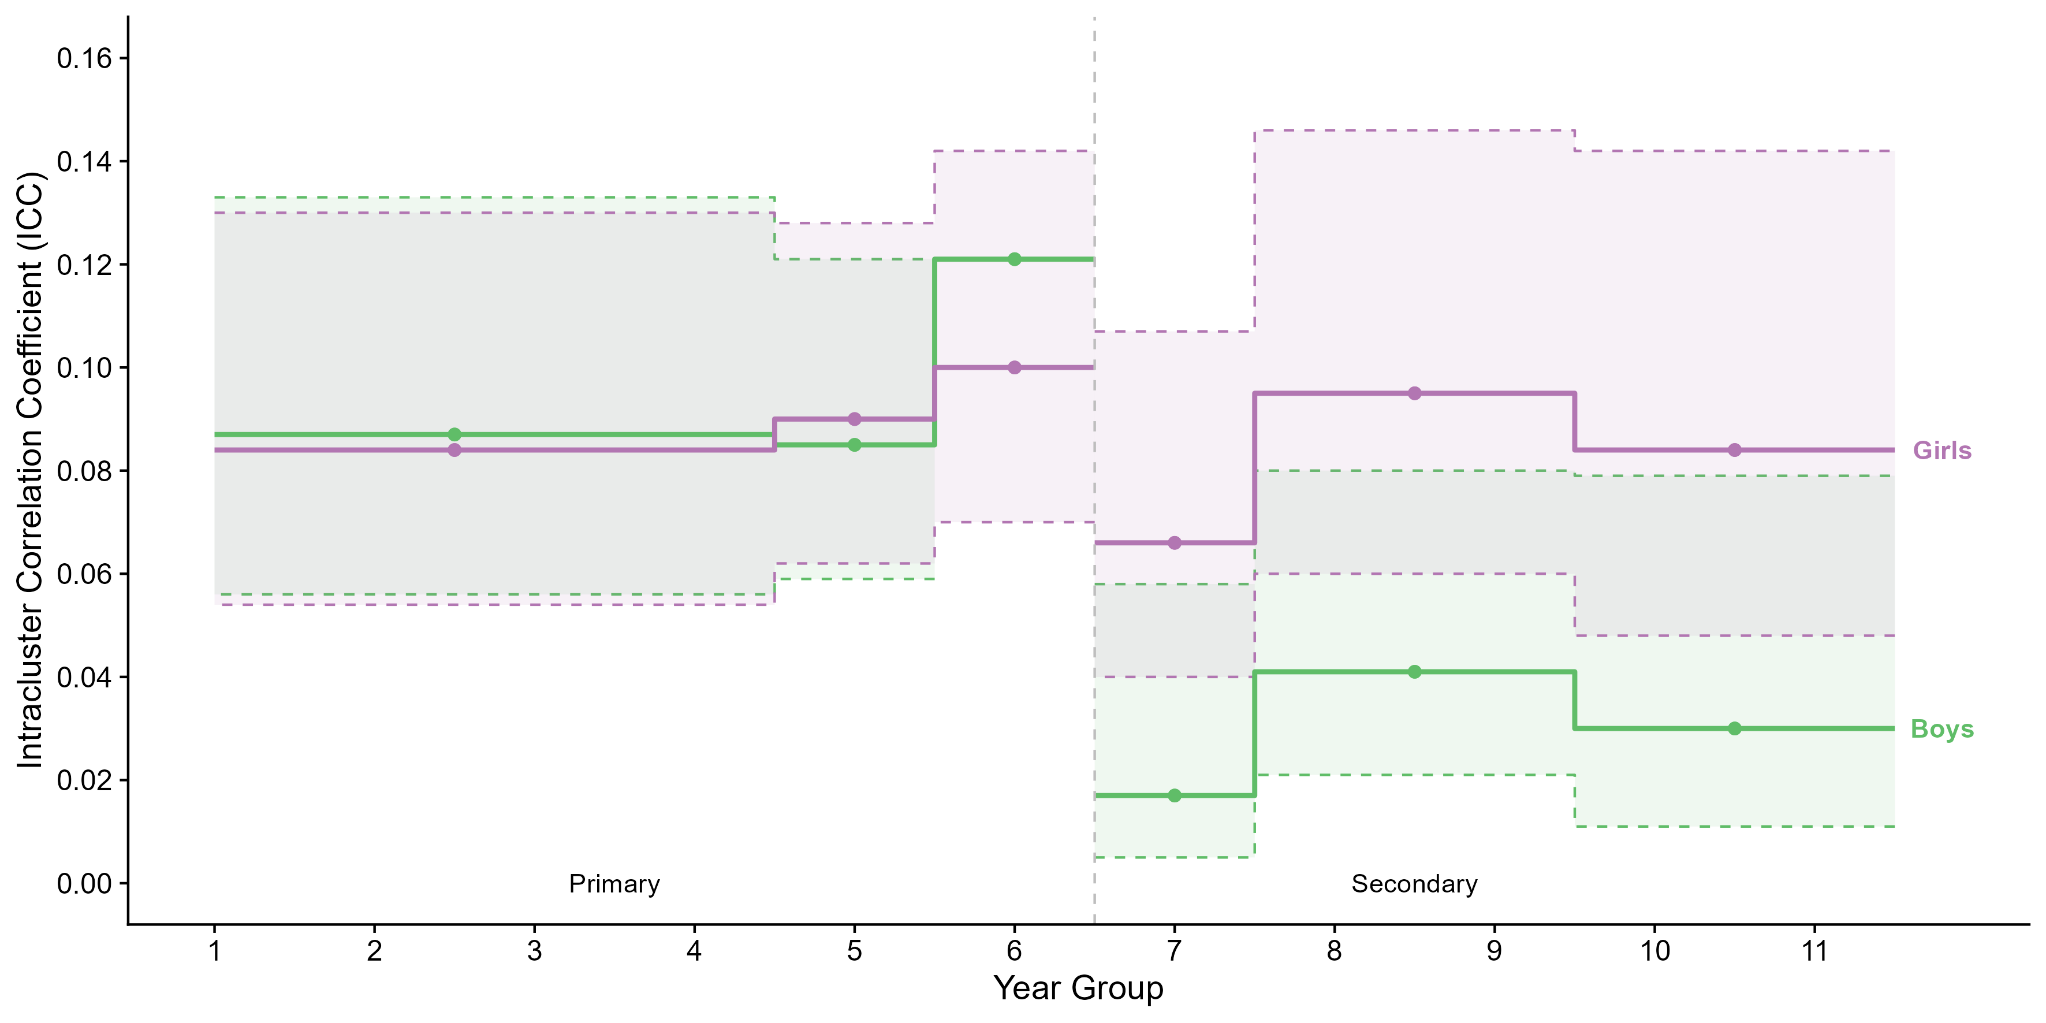 Intracluster Correlation Coefficient (ICC)
0.16
0.14
0.12
0.10
0.08
0.06
0.04
0.02
0.00
Girls
Boys
Primary
Secondary
1 2 3 4 5 6 7 8 9 10 11
Year Group